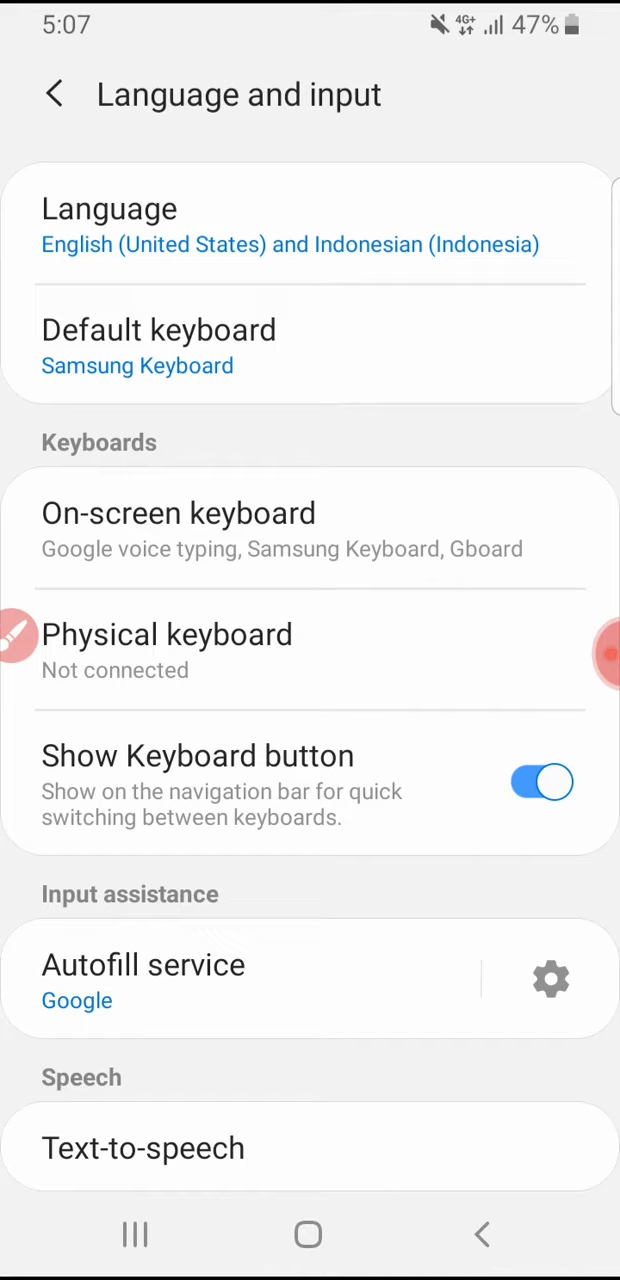 5:07
4G+ 47%
Language and input
Language
English (United States) and Indonesian (Indonesia)
Default keyboard
Samsung Keyboard
Keyboards
On-screen keyboard
Google voice typing, Samsung Keyboard, Gboard
Physical keyboard
Not connected
Show Keyboard button
Show on the navigation bar for quick
switching between keyboards.
Input assistance
Autofill service
Google
Speech
Text-to-speech